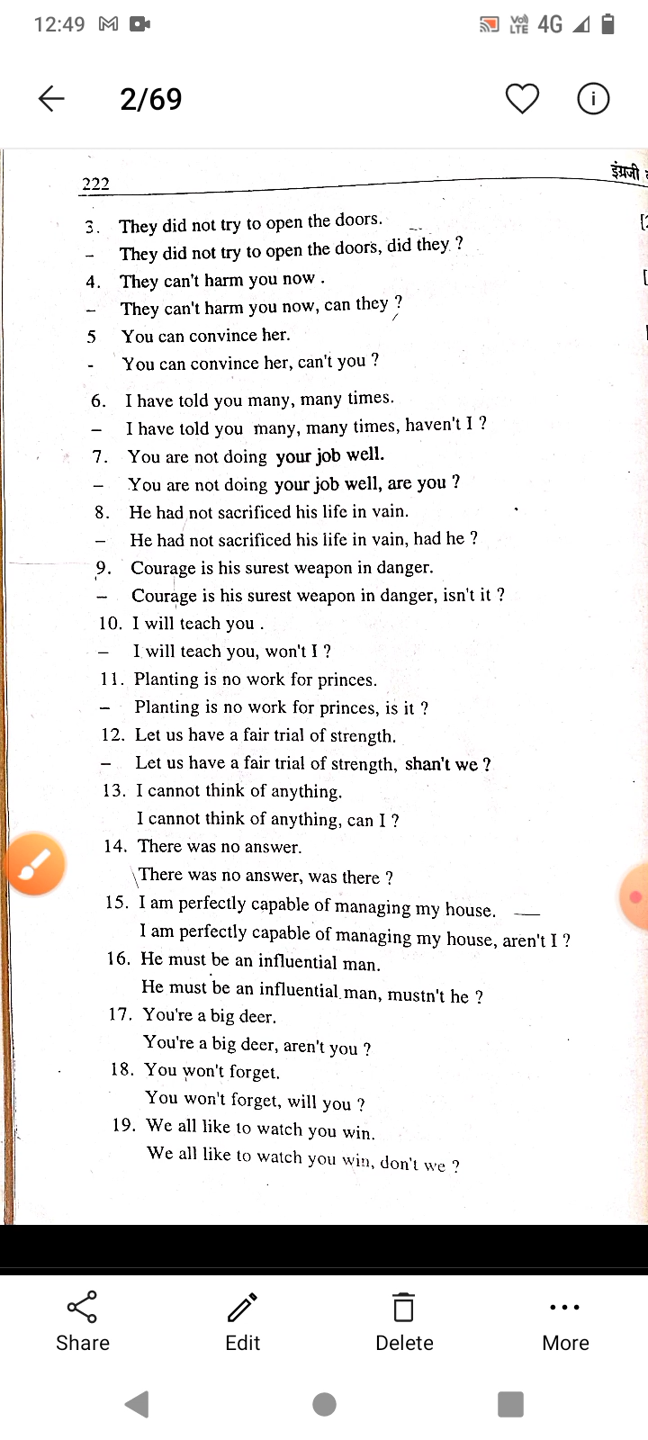 12:49
Vo) LTE 4G
2/69
222
इंग्रजी
3. They did not try to open the doors.
– They did not try to open the doors, did they ?
4. They can't harm you now .
– They can't harm you now, can they ?
5 You can convince her.
- You can convince her, can't you ?
6. I have told you many, many times.
– I have told you many, many times, haven't I ?
7. You are not doing your job well.
– You are not doing your job well, are you ?
8. He had not sacrificed his life in vain.
– He had not sacrificed his life in vain, had he ?
9. Courage is his surest weapon in danger.
– Courage is his surest weapon in danger, isn't it ?
10. I will teach you .
– I will teach you, won't I ?
11. Planting is no work for princes.
– Planting is no work for princes, is it ?
12. Let us have a fair trial of strength.
– Let us have a fair trial of strength, shan't we ?
13. I cannot think of anything.
I cannot think of anything, can I ?
14. There was no answer.
There was no answer, was there ?
15. I am perfectly capable of managing my house.
I am perfectly capable of managing my house, aren't I ?
16. He must be an influential man.
He must be an influential man, mustn't he ?
17. You're a big deer.
You're a big deer, aren't you ?
18. You won't forget.
You won't forget, will you ?
19. We all like to watch you win.
We all like to watch you win, don't we ?
Share Edit Delete More